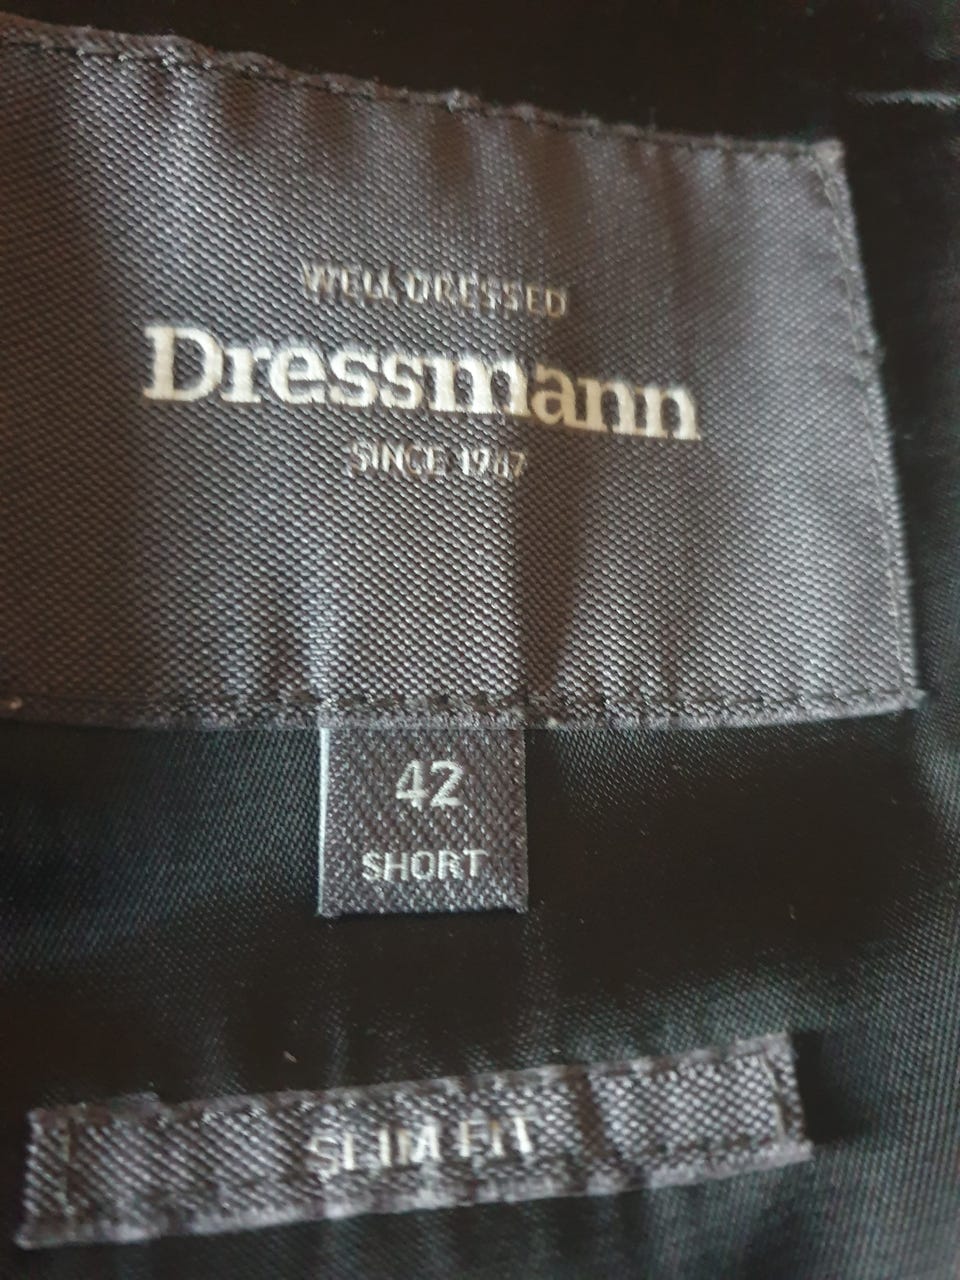 WELL DRESSED
Dressmann
SINCE 1967
42
SHORT
SLIM FIT